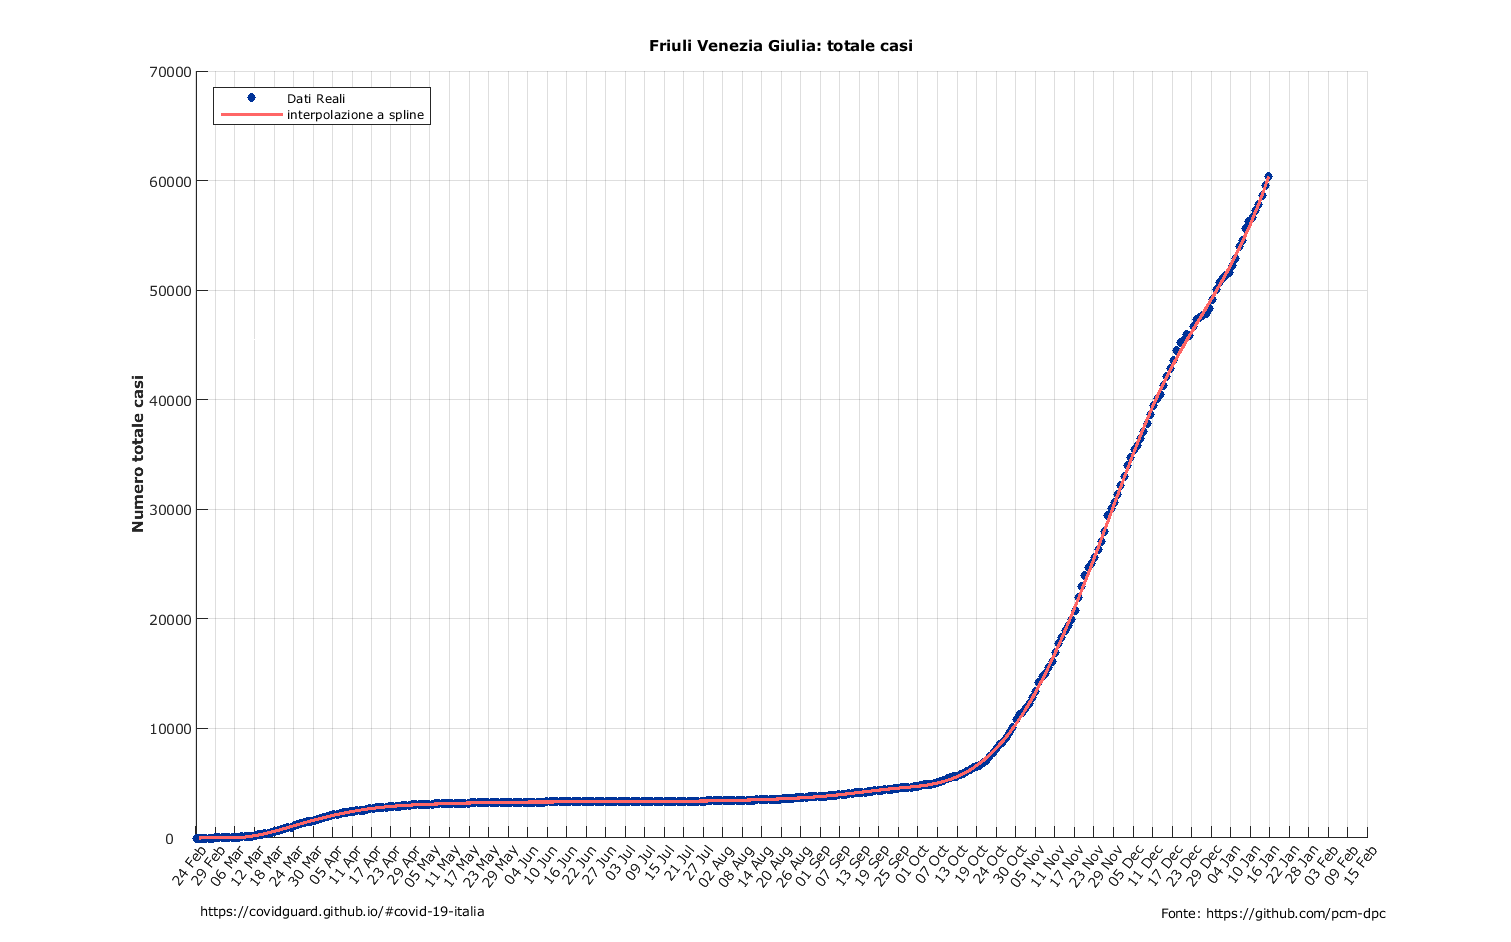 Friuli Venezia Giulia: totale casi
70000
Dati Reali
interpolazione a spline
60000
50000
40000
30000
20000
10000
0
Numero totale casi
24 Feb
29 Feb
06 Mar
12 Mar
18 Mar
24 Mar
30 Mar
05 Apr
11 Apr
17 Apr
23 Apr
29 Apr
05 May
11 May
17 May
23 May
29 May
04 Jun
10 Jun
16 Jun
22 Jun
03 Jul
09 Jul
15 Jul
21 Jul
27 Jul
02 Aug
08 Aug
14 Aug
20 Aug
26 Aug
01 Sep
07 Sep
13 Sep
19 Sep
25 Sep
01 Oct
07 Oct
13 Oct
19 Oct
24 Oct
30 Oct
05 Nov
11 Nov
17 Nov
23 Nov
29 Nov
05 Dec
11 Dec
17 Dec
23 Dec
29 Dec
04 Jan
10 Jan
16 Jan
22 Jan
28 Jan
03 Feb
09 Feb
15 Feb
https://covidguard.github.io/#covid-19-italia
Fonte: https://github.com/pcm-dpc